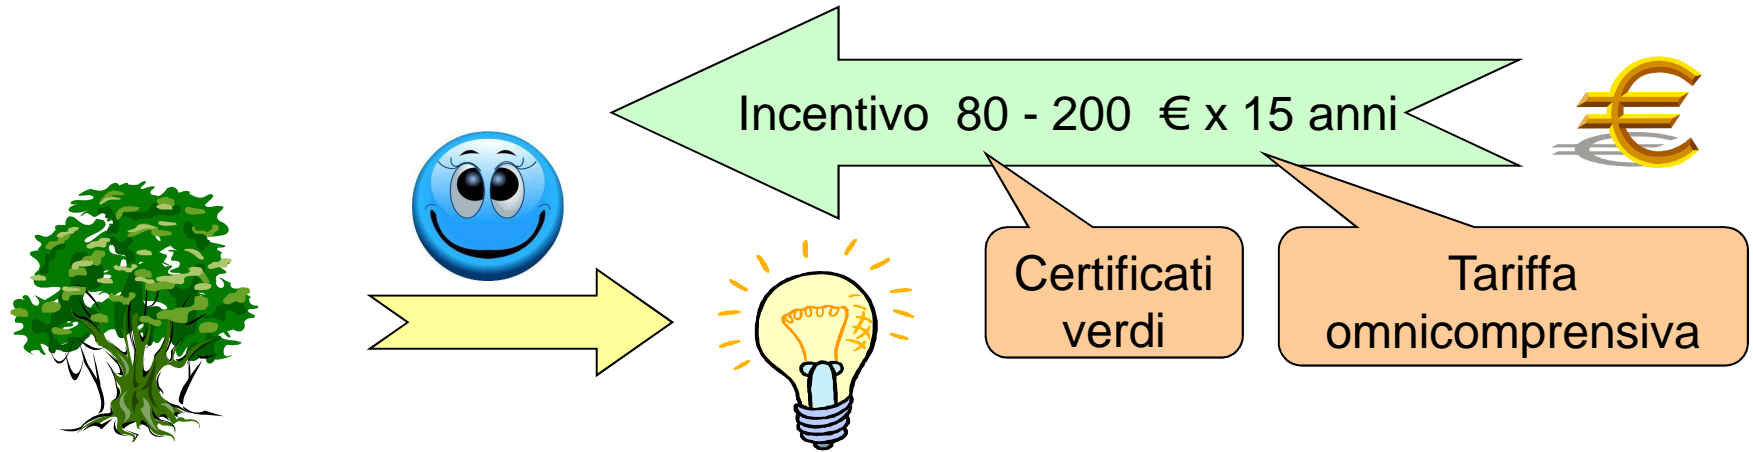 Incentivo 80 - 200 € x 15 anni
Certificati
verdi
Tariffa
omnicomprensiva